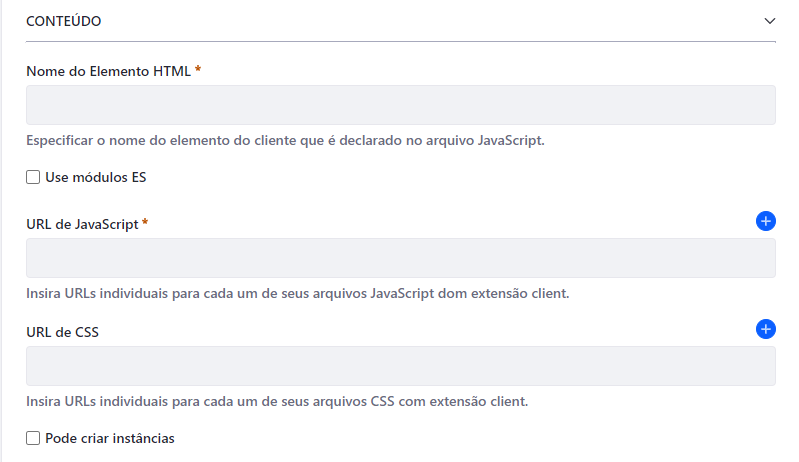 CONTEÚDO
Nome do Elemento HTML *
Especificar o nome do elemento do cliente que é declarado no arquivo JavaScript.
Use módulos ES
URL de JavaScript *
Insira URLs individuais para cada um de seus arquivos JavaScript dom extensão client.
URL de CSS
Insira URLs individuais para cada um de seus arquivos CSS com extensão client.
Pode criar instâncias